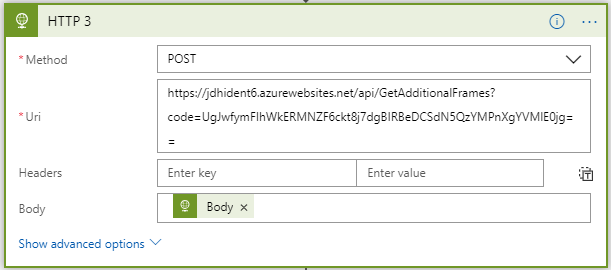 HTTP 3
* Method
POST
* Uri
https://jdhident6.azurewebsites.net/api/GetAdditionalFrames?
code=UgJwfymFIhWkERMNZF6ckt8j7dgBIRBeDCSdN5QzYMPnXgYVMIE0jg=
=
Headers
Enter key
Enter value
Body
Body ×
Show advanced options